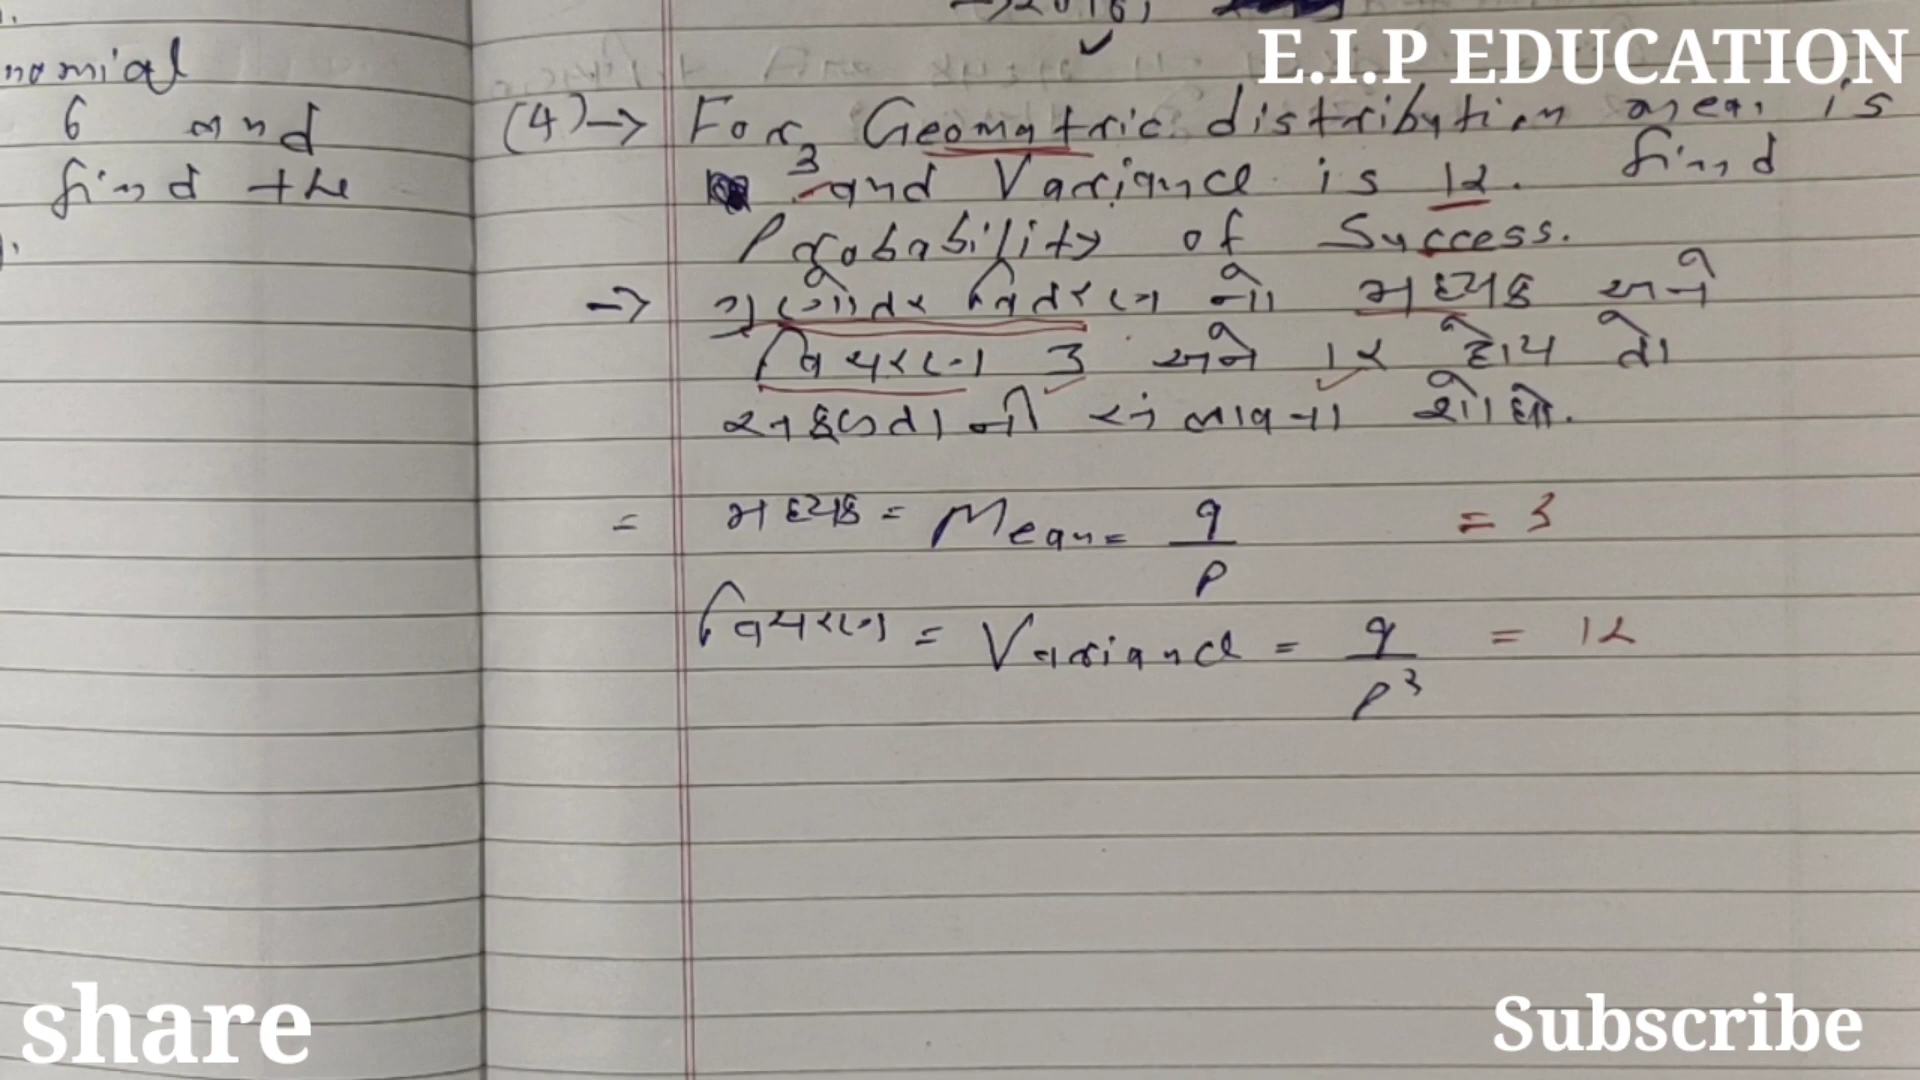 E.I.P EDUCATION
nomial
6 and
find the
(4) → For Geomatric distribution mean is
3 and Variance is 12. find
Probability of Success.
→ ગુણોતર વિતરણ નો મધ્યક અને
વિચરણ 3 અને 12 હોય તો
સફળતા ની સંભાવના શોધો.
= મધ્યક = Mean = q/p = 3
વિચરણ = Variance = q/p³ = 12
share
Subscribe